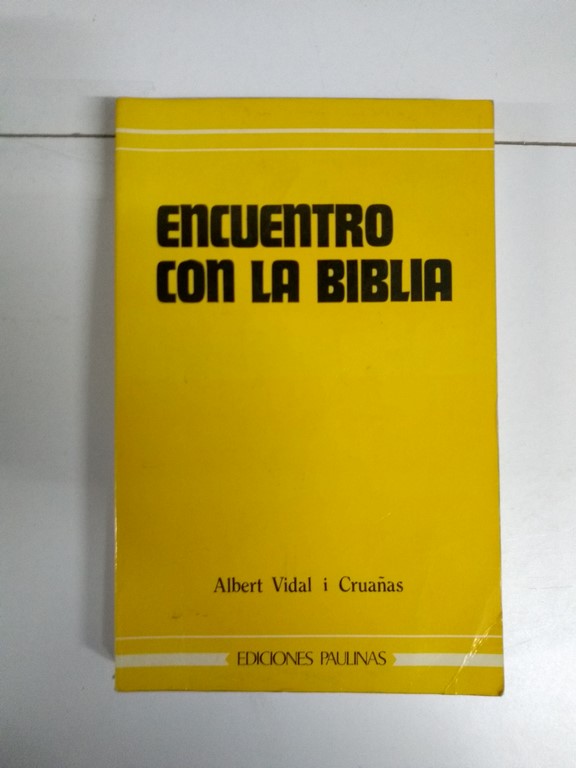 ENCUENTRO
CON LA BIBLIA
Albert Vidal i Cruañas
EDICIONES PAULINAS